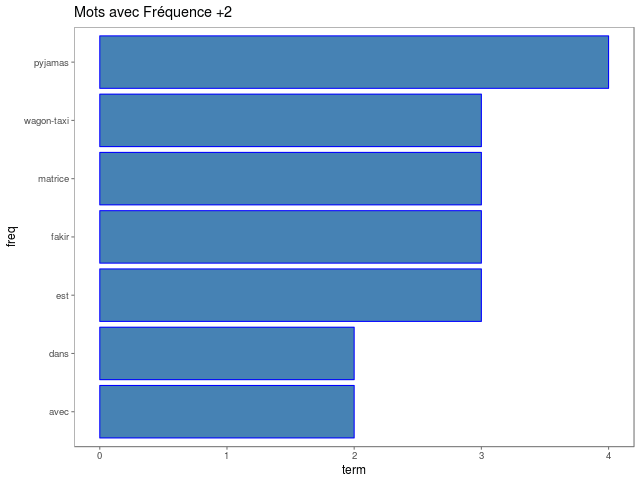 Mots avec Fréquence +2
freq
pyjamas
wagon-taxi
matrice
fakir
est
dans
avec
0 1 2 3 4
term